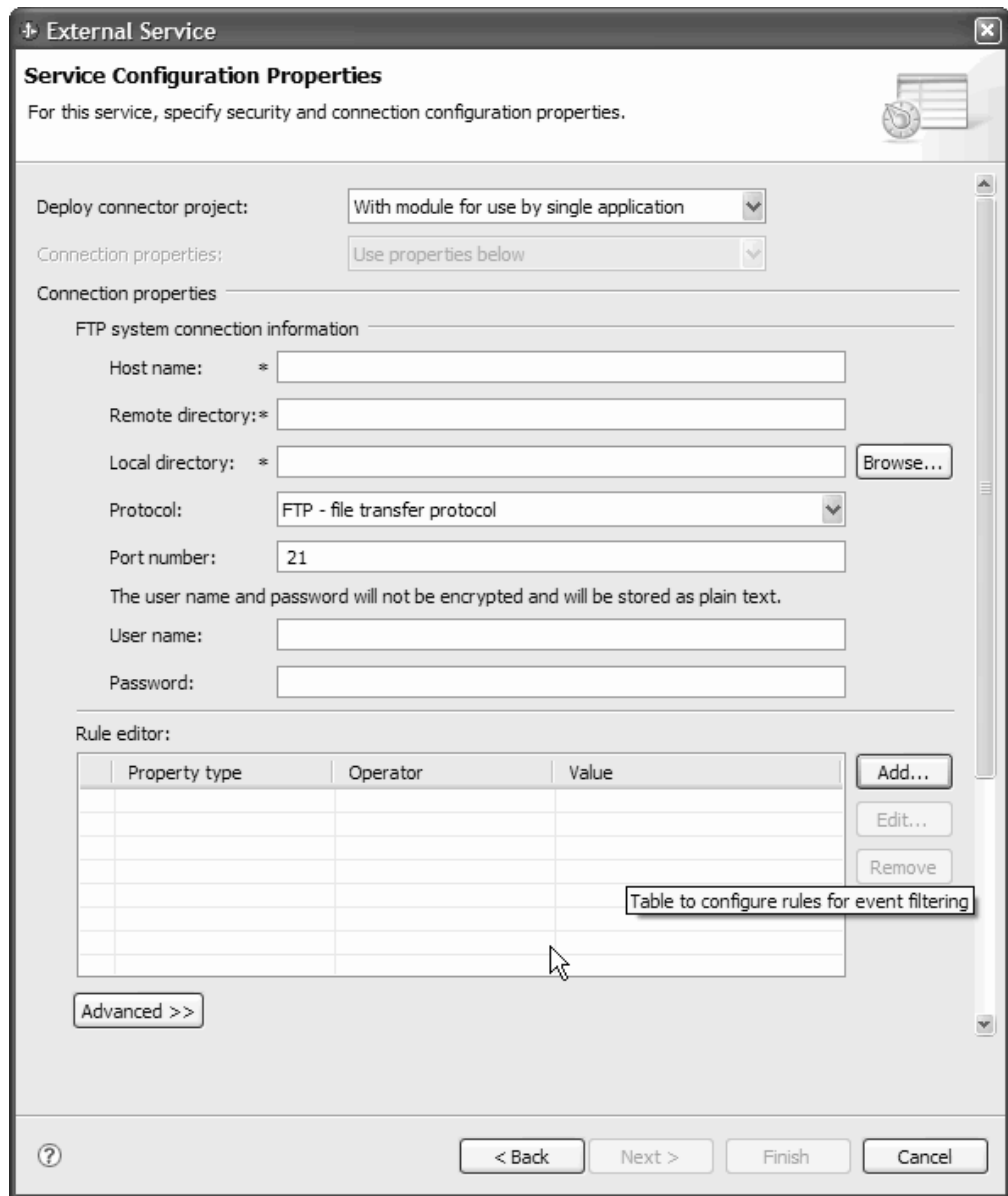 External Service
Service Configuration Properties
For this service, specify security and connection configuration properties.
Deploy connector project: With module for use by single application
Connection properties: Use properties below
Connection properties
FTP system connection information
Host name: *
Remote directory:*
Local directory: * Browse...
Protocol: FTP - file transfer protocol
Port number: 21
The user name and password will not be encrypted and will be stored as plain text.
User name:
Password:
Rule editor:
Property type Operator Value Add...
Edit...
Remove
Table to configure rules for event filtering
Advanced >>
? < Back Next > Finish Cancel